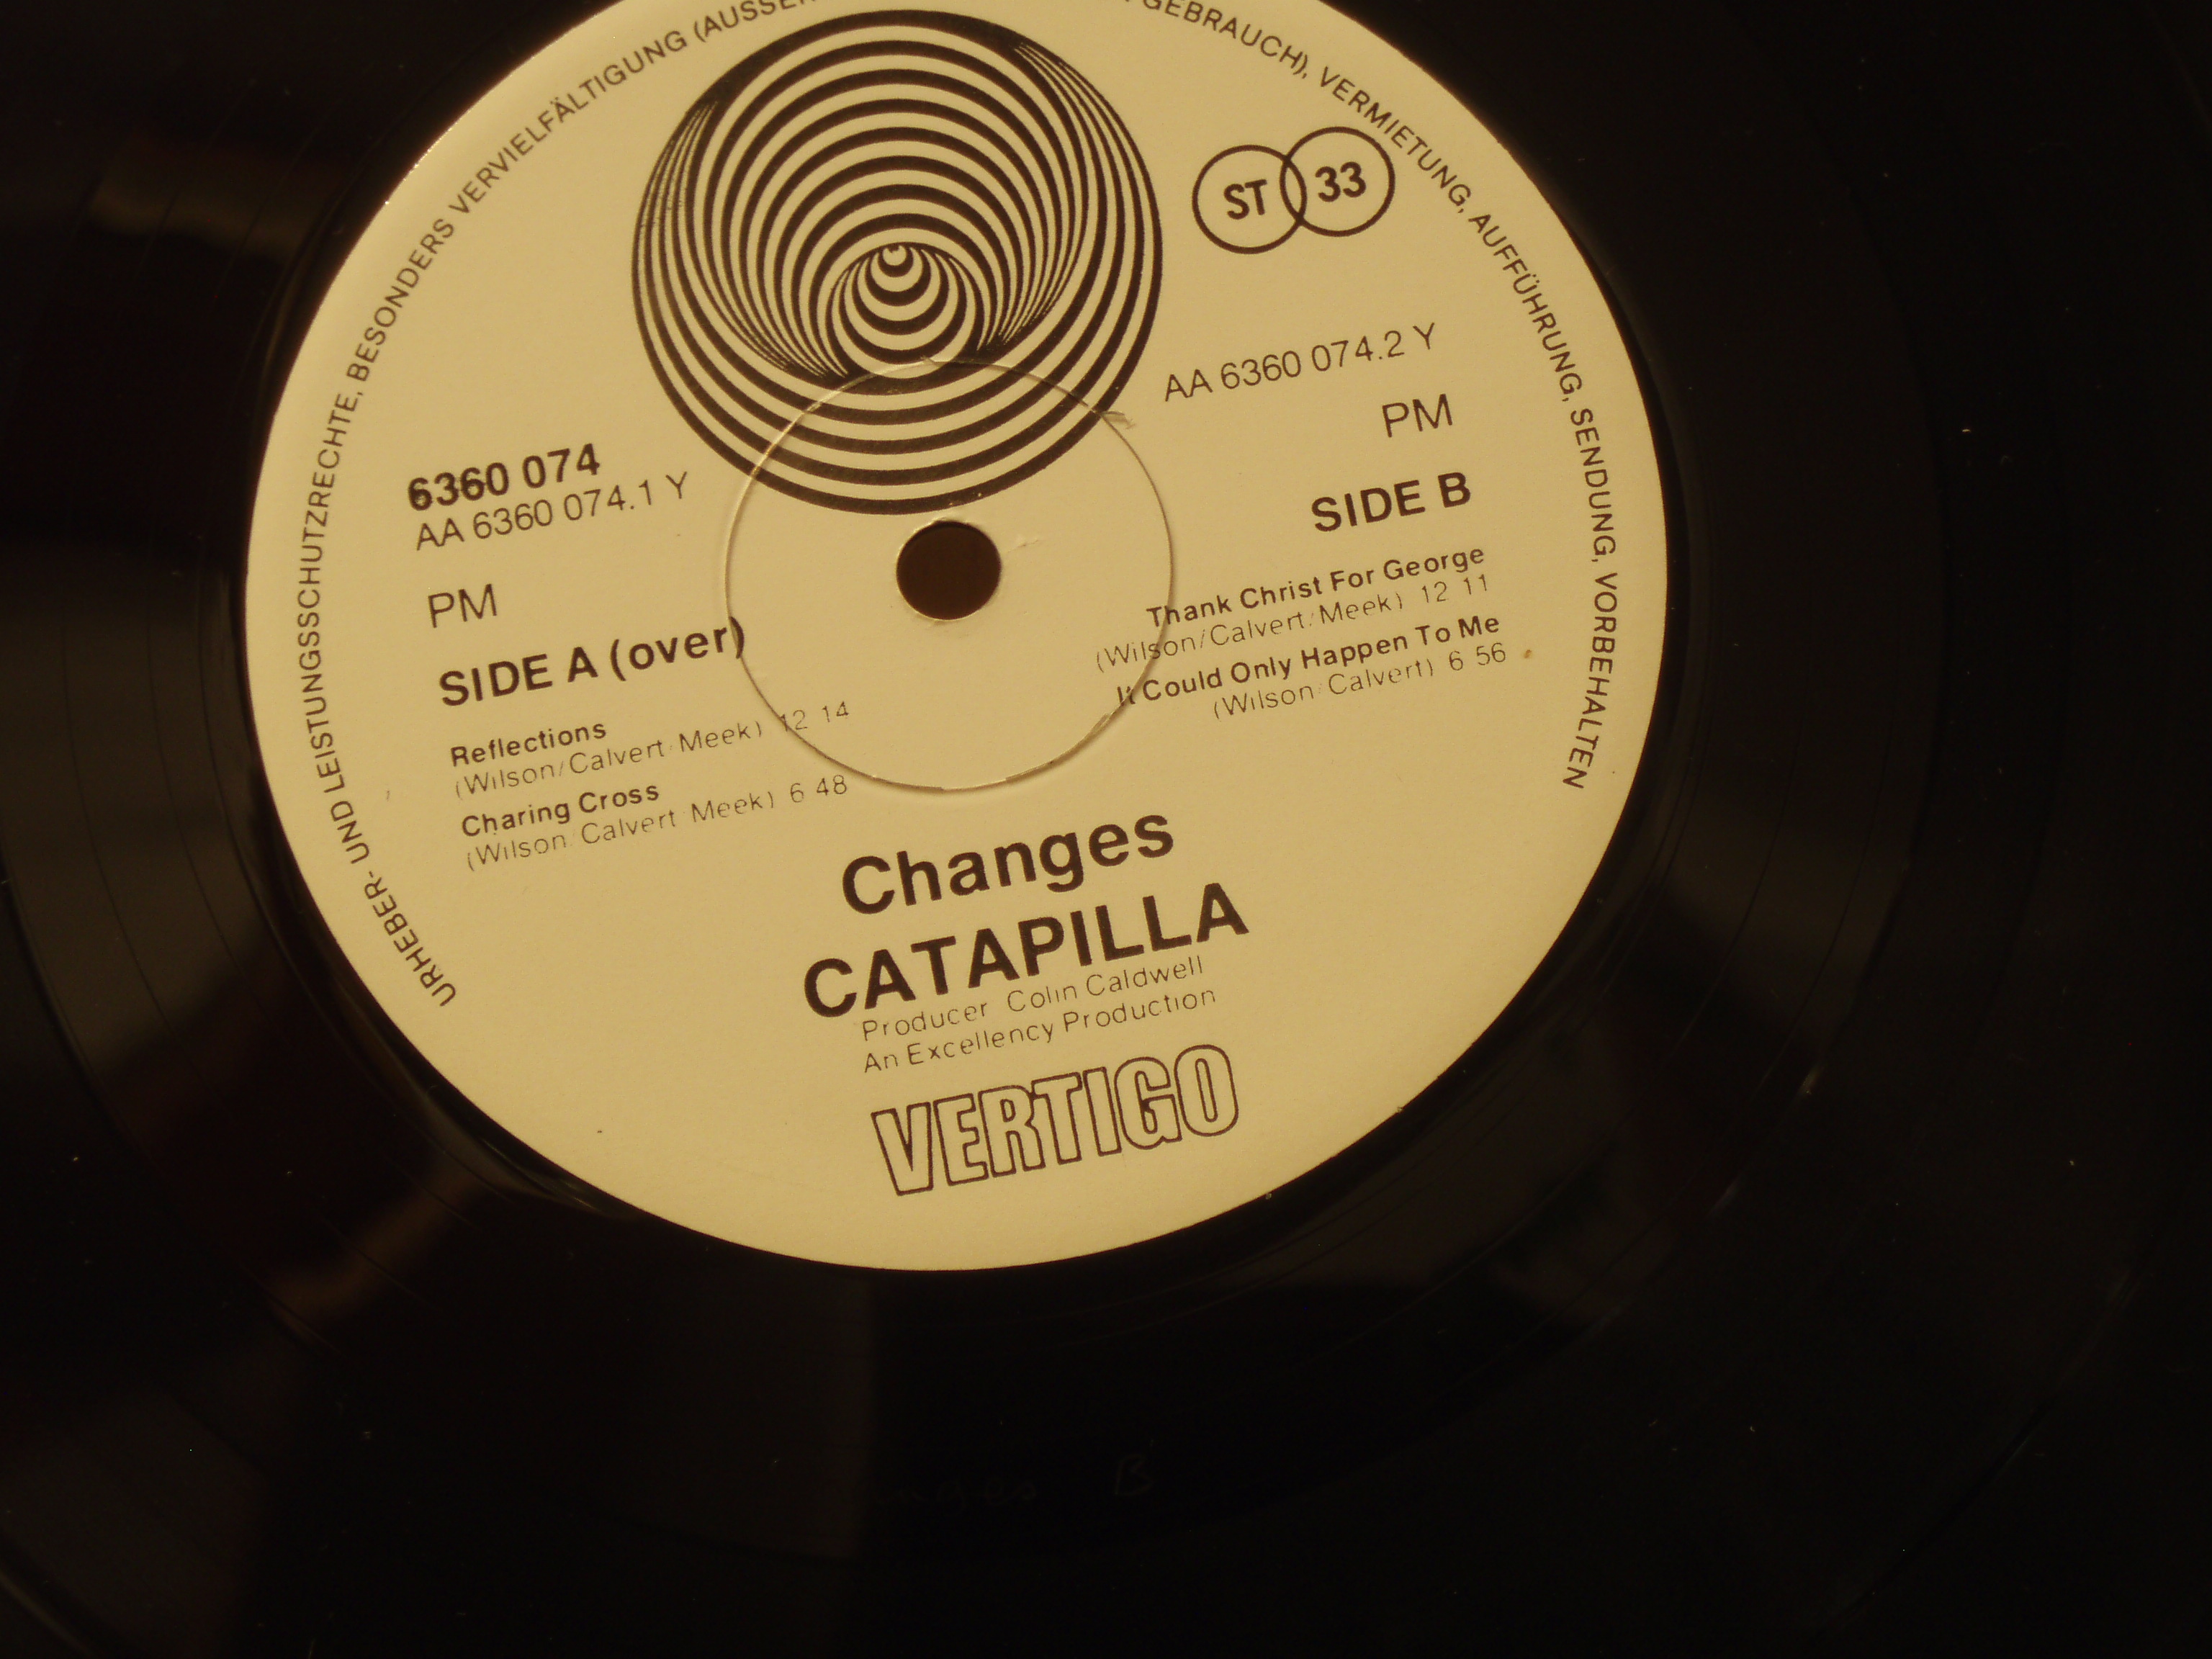 URHEBER- UND LEISTUNGSSCHUTZRECHTE, BESONDERS VERVIELFÄLTIGUNG (AUSSER
GEBRAUCH), VERMIETUNG, AUFFÜHRUNG, SENDUNG, VORBEHALTEN
ST 33
6360 074
AA 6360 074.1 Y
PM
SIDE A (over)
Reflections
(Wilson/Calvert/Meek) 12 14
Charing Cross
(Wilson/Calvert/Meek) 6 48
AA 6360 074.2 Y
PM
SIDE B
Thank Christ For George
(Wilson/Calvert/Meek) 12 11
It Could Only Happen To Me
(Wilson/Calvert) 6 56
Changes
CATAPILLA
Producer Colin Caldwell
An Excellency Production
VERTIGO